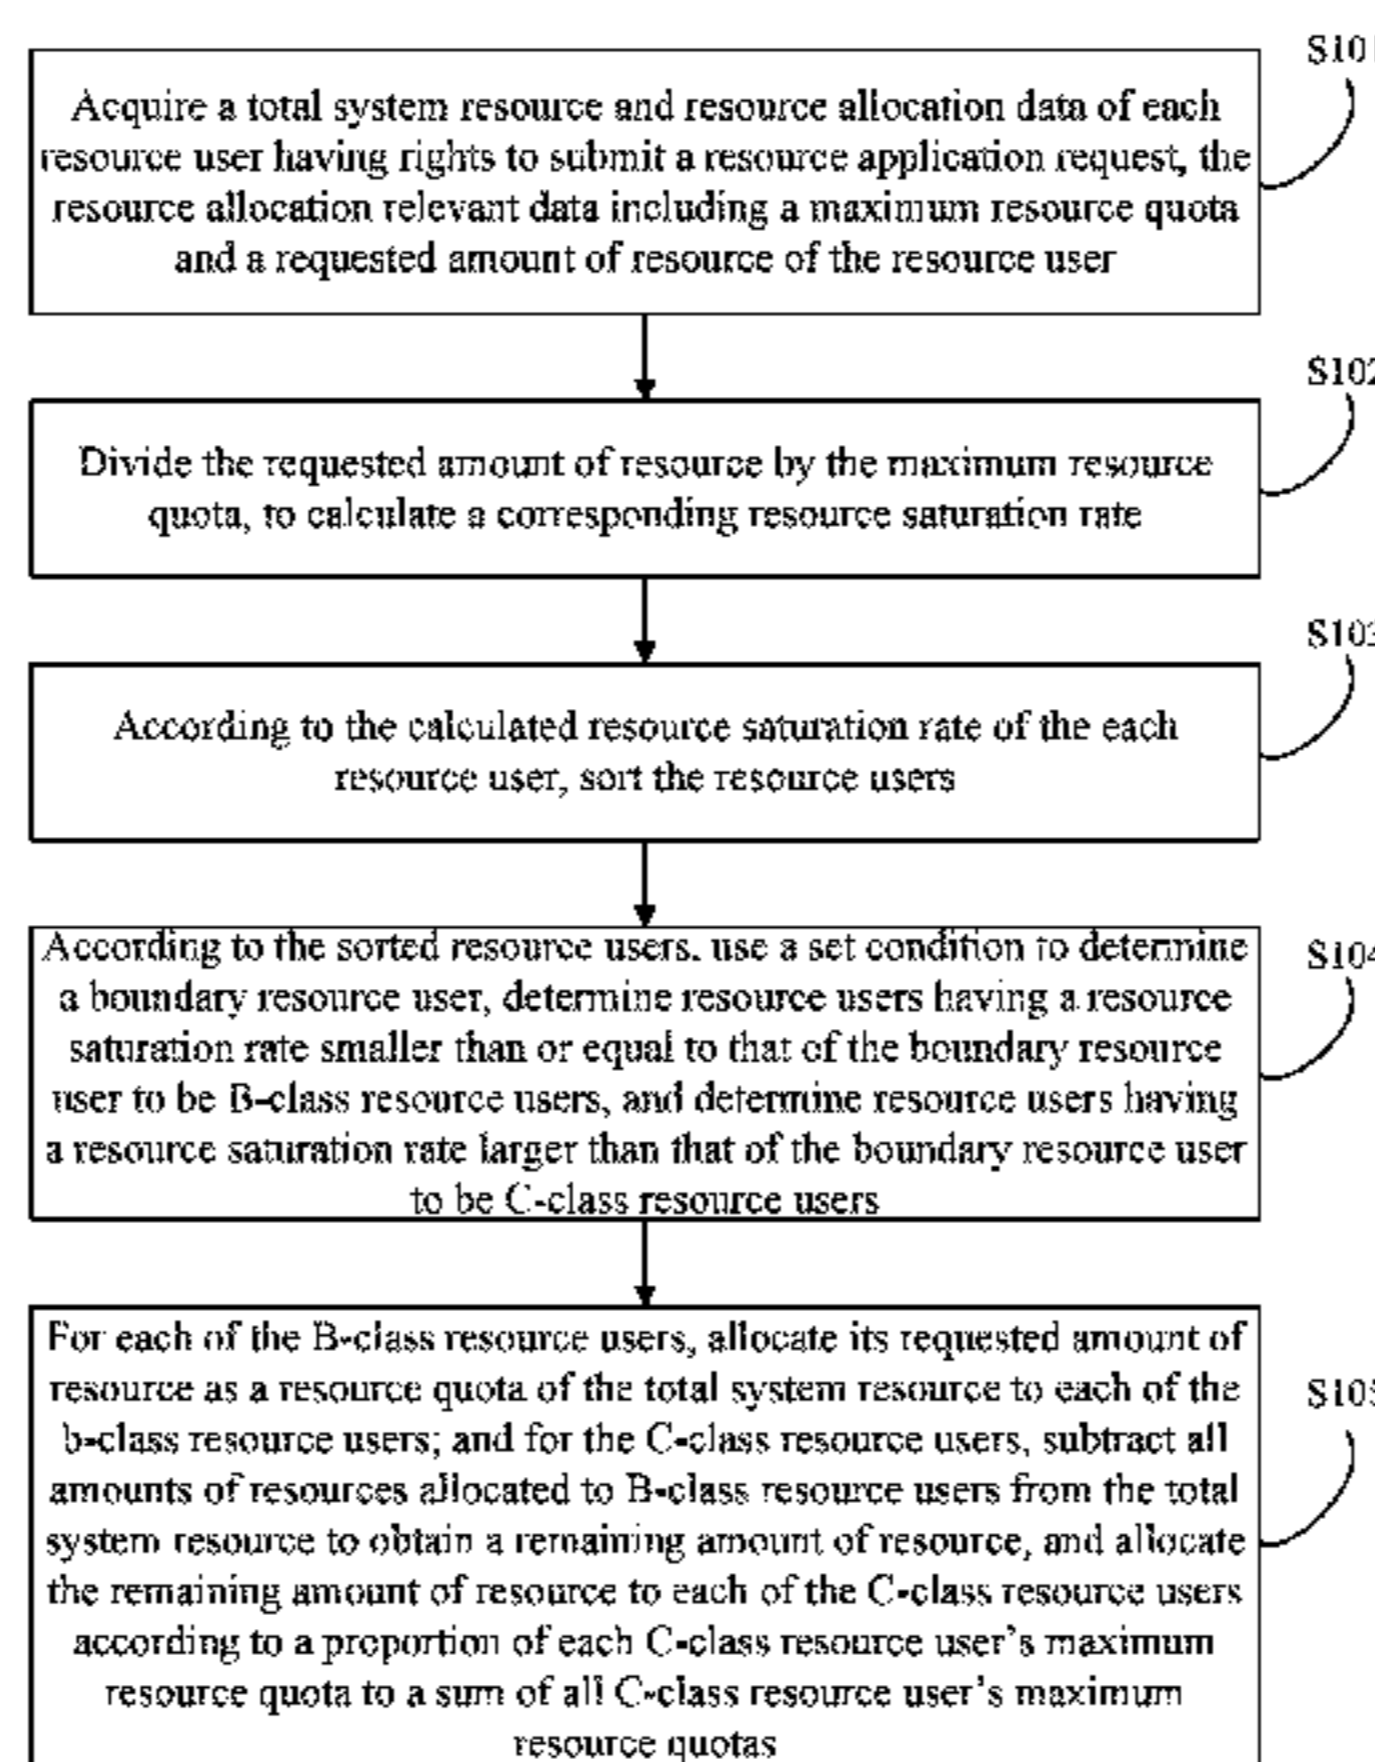 S101
Acquire a total system resource and resource allocation data of each
resource user having rights to submit a resource application request, the
resource allocation relevant data including a maximum resource quota
and a requested amount of resource of the resource user
S102
Divide the requested amount of resource by the maximum resource
quota, to calculate a corresponding resource saturation rate
S103
According to the calculated resource saturation rate of the each
resource user, sort the resource users
S104
According to the sorted resource users, use a set condition to determine
a boundary resource user, determine resource users having a resource
saturation rate smaller than or equal to that of the boundary resource
user to be B-class resource users, and determine resource users having
a resource saturation rate larger than that of the boundary resource user
to be C-class resource users
S105
For each of the B-class resource users, allocate its requested amount of
resource as a resource quota of the total system resource to each of the
b-class resource users; and for the C-class resource users, subtract all
amounts of resources allocated to B-class resource users from the total
system resource to obtain a remaining amount of resource, and allocate
the remaining amount of resource to each of the C-class resource users
according to a proportion of each C-class resource user's maximum
resource quota to a sum of all C-class resource user's maximum
resource quotas